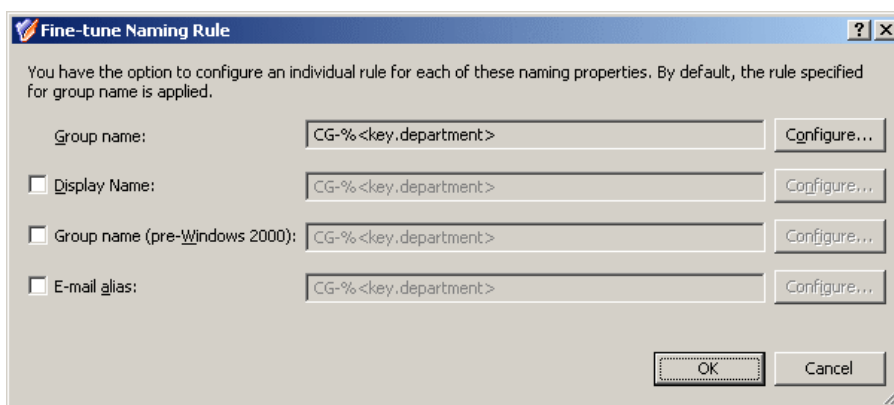 Fine-tune Naming Rule
You have the option to configure an individual rule for each of these naming properties. By default, the rule specified
for group name is applied.
Group name: CG-%<key.department> Configure...
Display Name: CG-%<key.department> Configure...
Group name (pre-Windows 2000): CG-%<key.department> Configure...
E-mail alias: CG-%<key.department> Configure...
OK Cancel